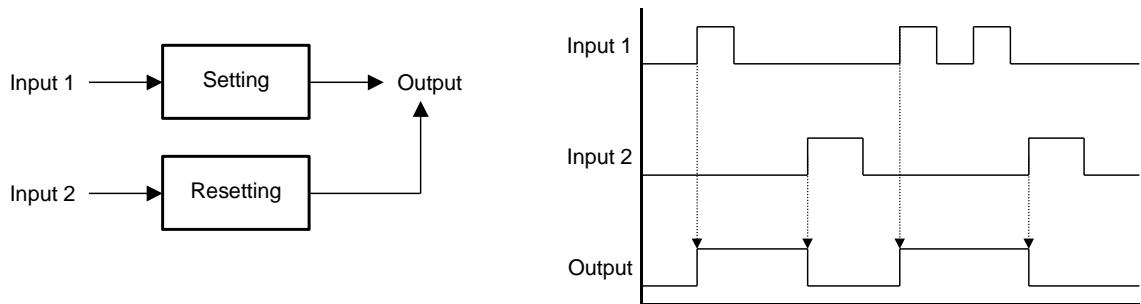 Input 1
Setting
Output
Input 2
Resetting
Input 1
Input 2
Output